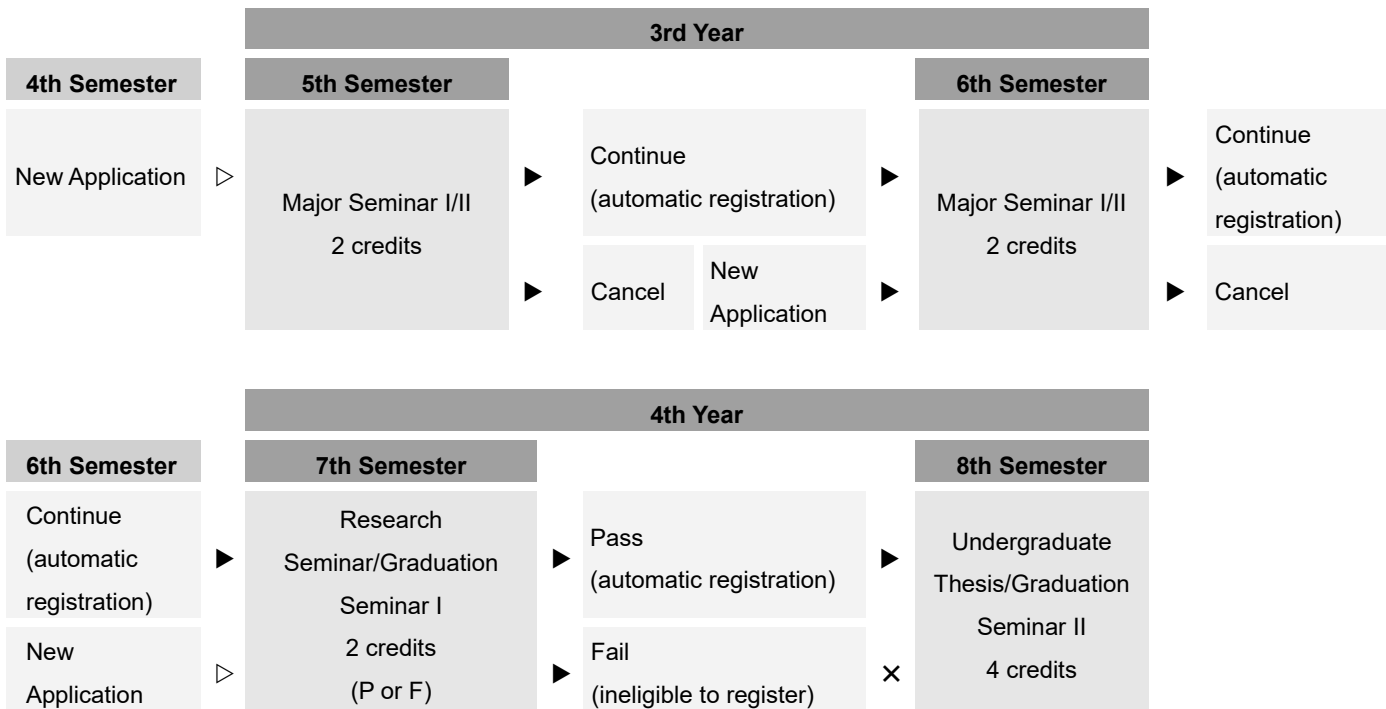 3rd Year
4th Semester
5th Semester
6th Semester
New Application
Major Seminar I/II
2 credits
Continue
(automatic registration)
Cancel
New
Application
Major Seminar I/II
2 credits
Continue
(automatic
registration)
Cancel
4th Year
6th Semester
7th Semester
8th Semester
Continue
(automatic
registration)
New
Application
Research
Seminar/Graduation
Seminar I
2 credits
(P or F)
Pass
(automatic registration)
Fail
(ineligible to register)
Undergraduate
Thesis/Graduation
Seminar II
4 credits